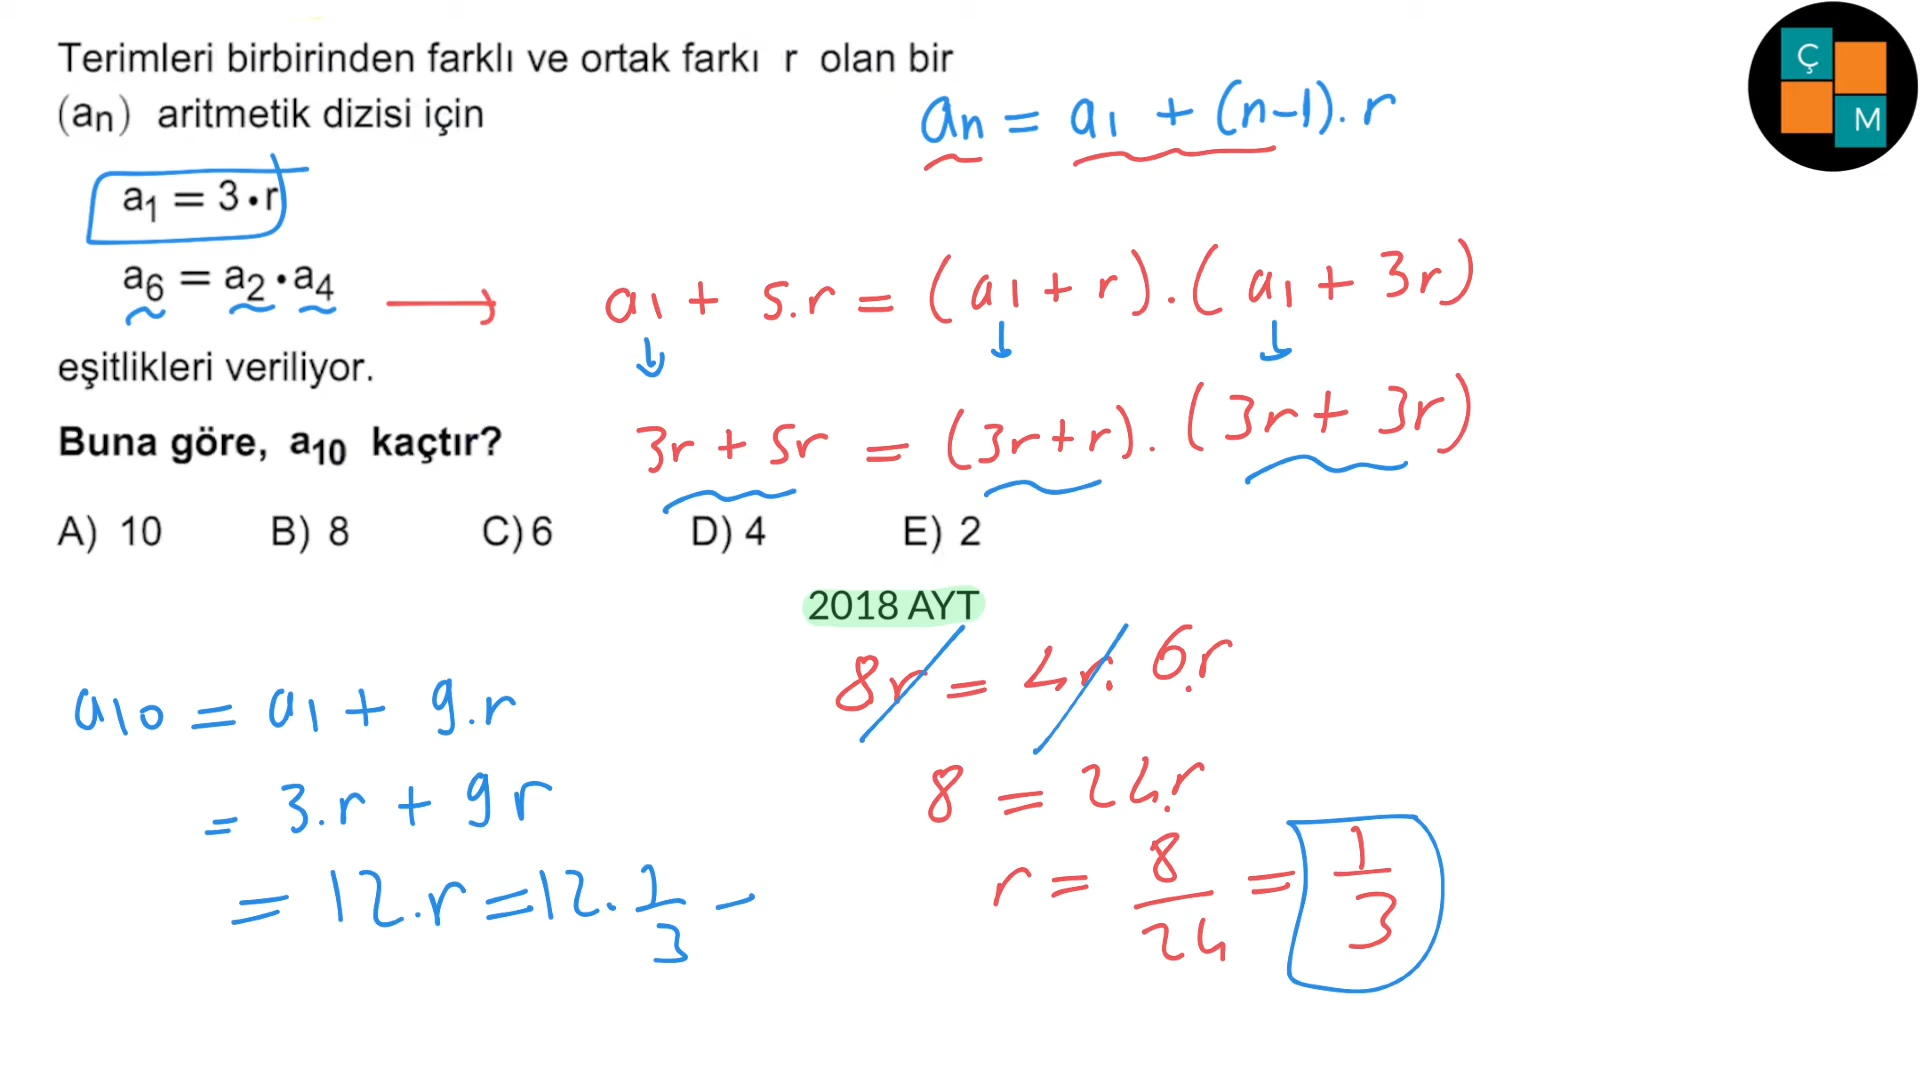 Terimleri birbirinden farklı ve ortak farkı r olan bir
(aₙ) aritmetik dizisi için
a₁ = 3·r
a₆ = a₂·a₄
eşitlikleri veriliyor.
Buna göre, a₁₀ kaçtır?
A) 10 B) 8 C) 6 D) 4 E) 2
2018 AYT
an = a1 + (n-1).r
a1 + 5.r = (a1 + r).(a1 + 3r)
3r + 5r = (3r+r).(3r+3r)
8r = 4r.6.r
8 = 24.r
r = 8/24 = 1/3
a10 = a1 + 9.r
= 3.r + 9r
= 12.r = 12.1/3 -
Ç
M